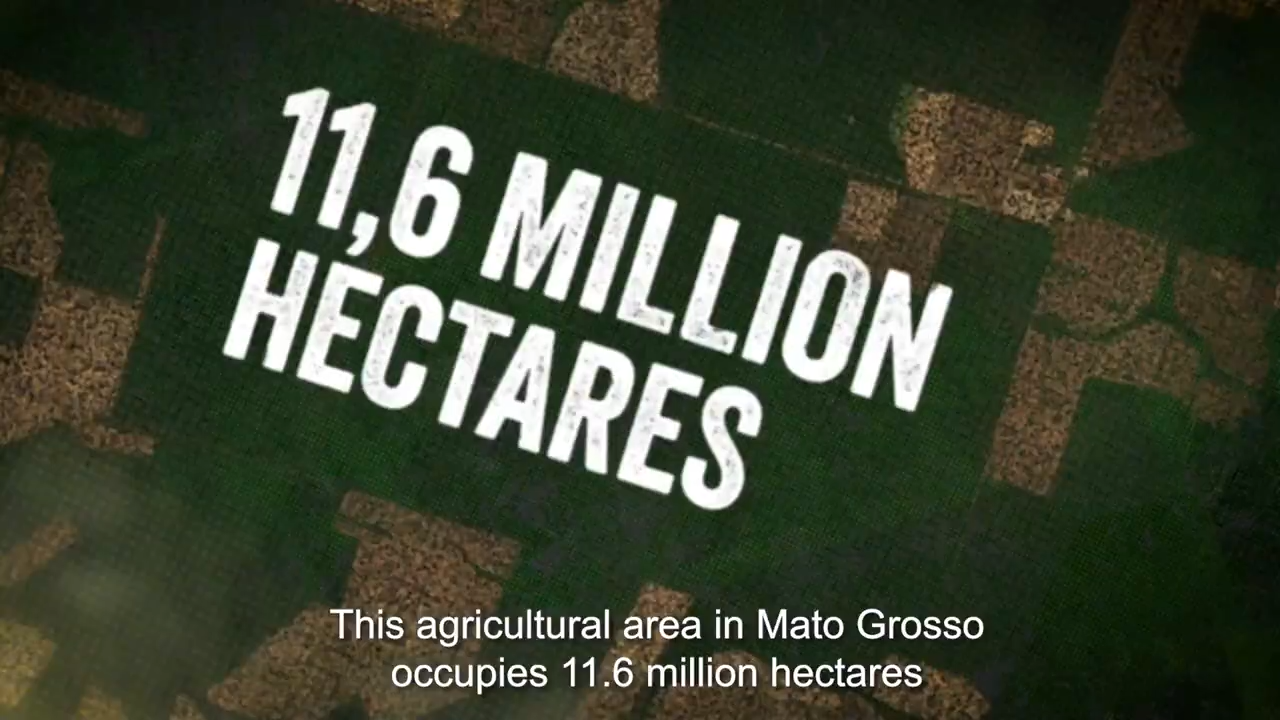 11,6 MILLION
HECTARES
This agricultural area in Mato Grosso
occupies 11.6 million hectares